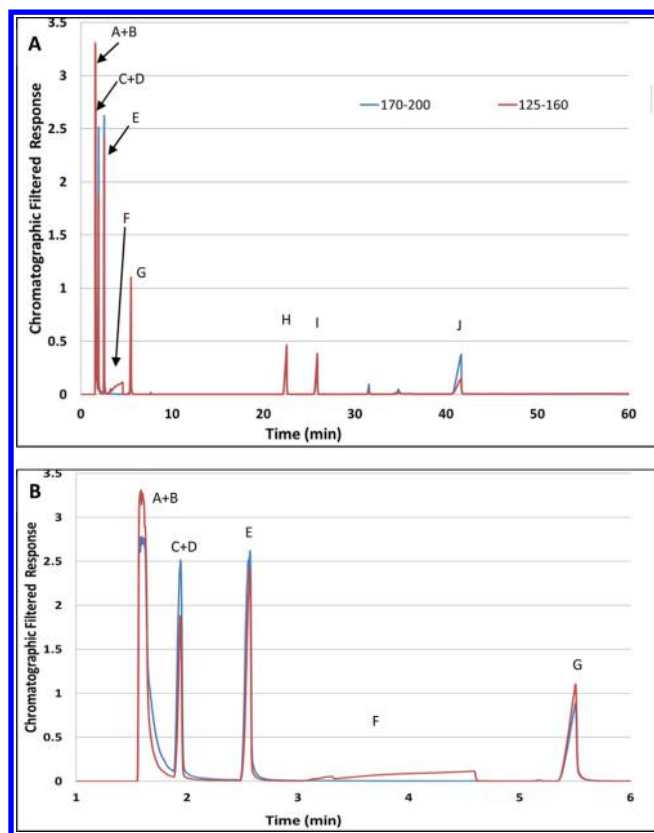 A
Chromatographic Filtered Response
3.5
3
2.5
2
1.5
1
0.5
0
A+B
C+D
E
F
G
H
I
J
170-200
125-160
0 10 20 30 40 50 60
Time (min)
B
Chromatographic Filtered Response
3.5
3
2.5
2
1.5
1
0.5
0
A+B
C+D
E
F
G
1 2 3 4 5 6
Time (min)